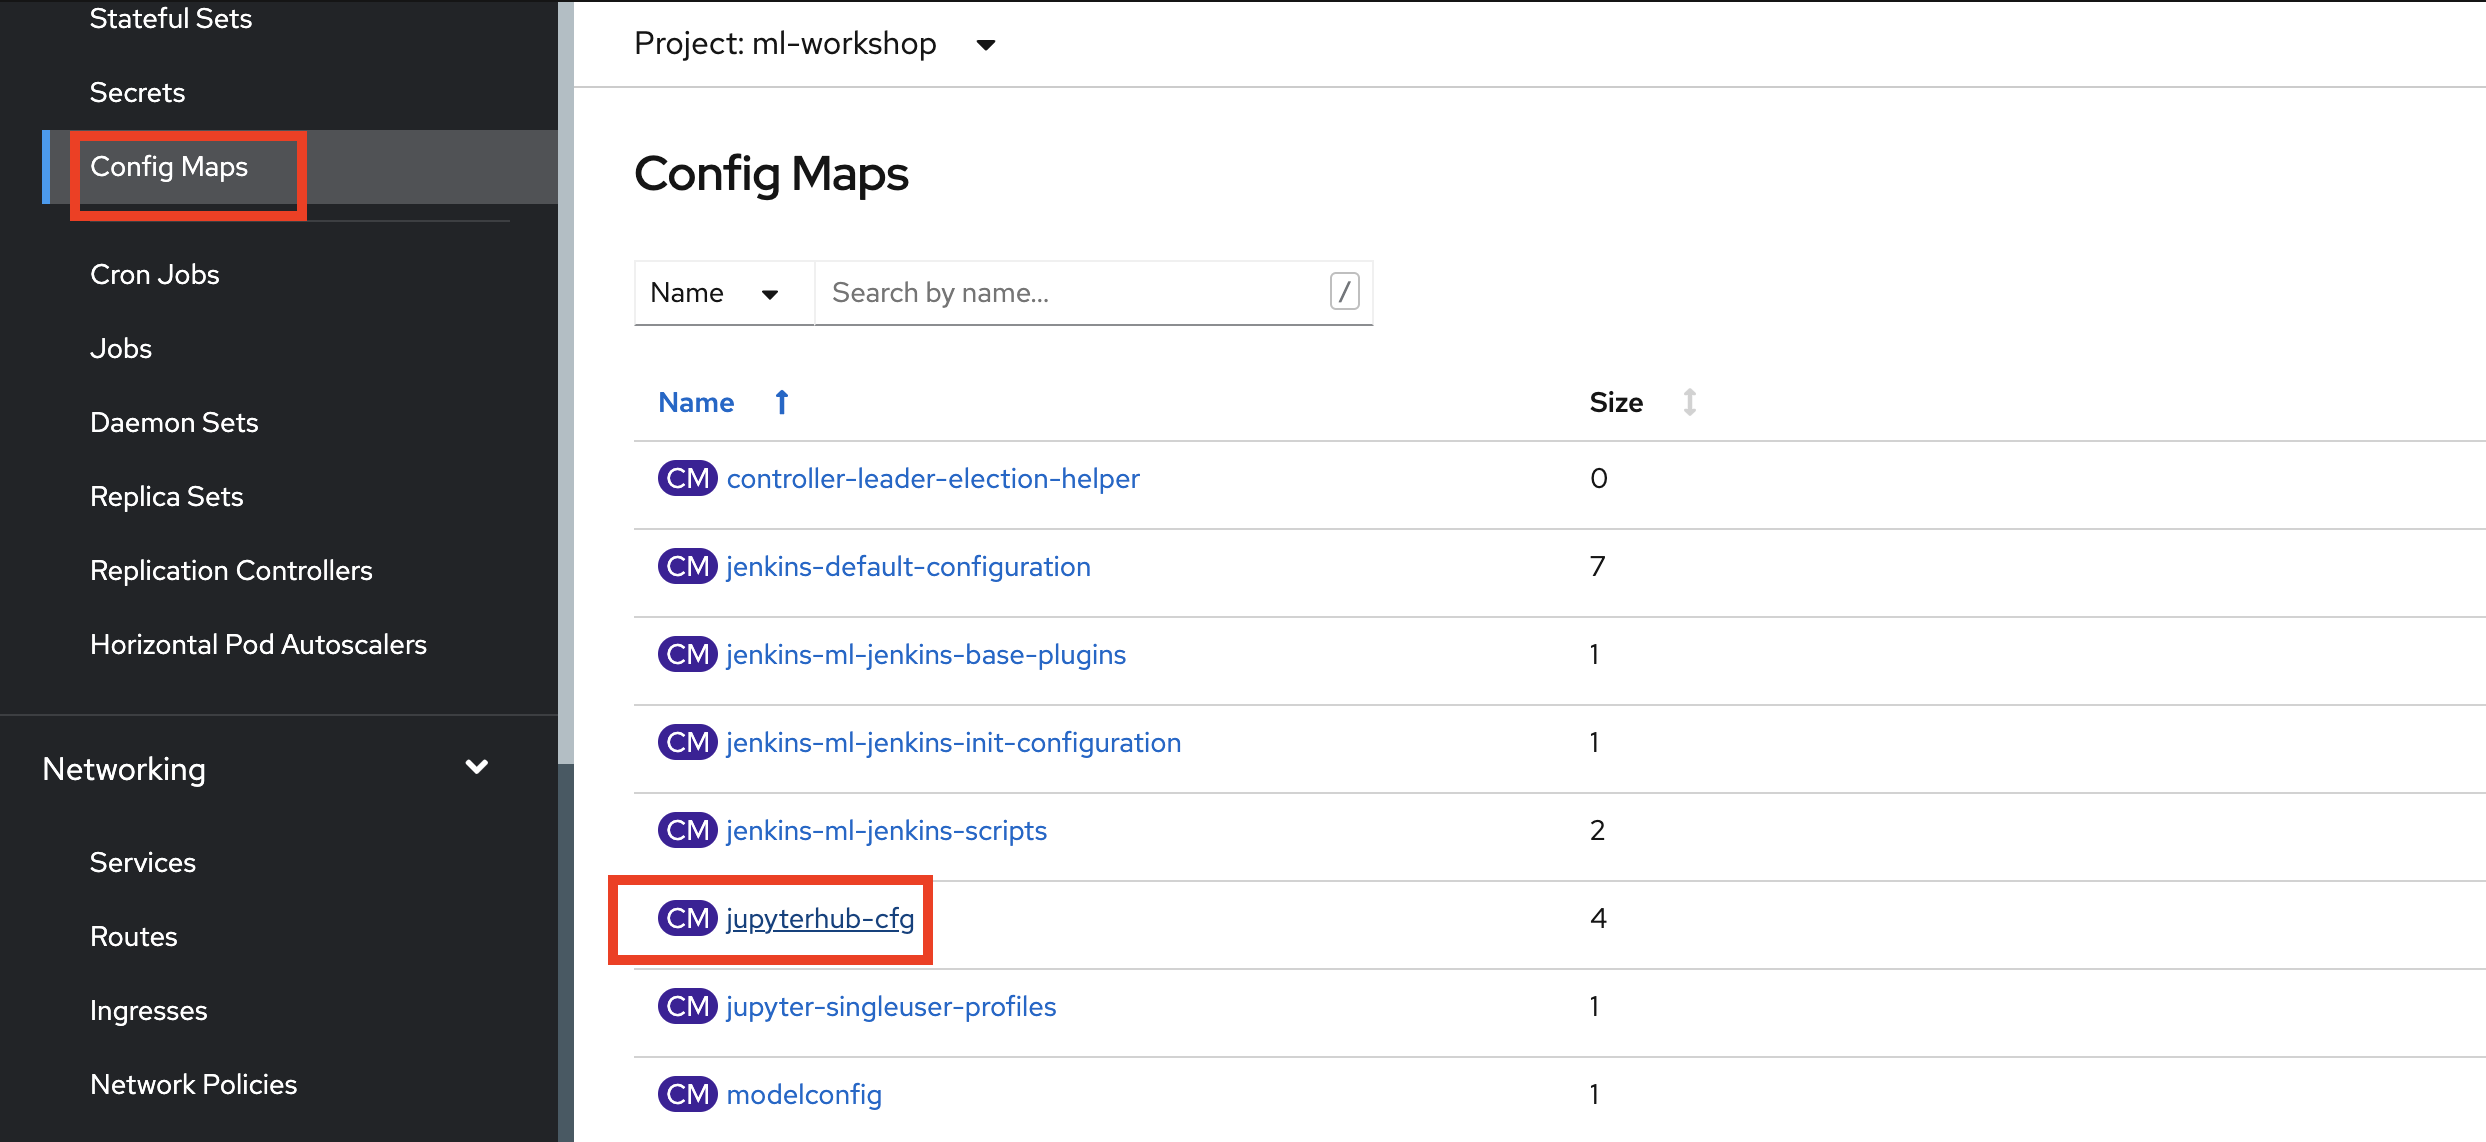 Stateful Sets
Secrets
Config Maps
Cron Jobs
Jobs
Daemon Sets
Replica Sets
Replication Controllers
Horizontal Pod Autoscalers
Networking
Services
Routes
Ingresses
Network Policies
Project: ml-workshop
Config Maps
Name Search by name... /
Name Size
CM controller-leader-election-helper 0
CM jenkins-default-configuration 7
CM jenkins-ml-jenkins-base-plugins 1
CM jenkins-ml-jenkins-init-configuration 1
CM jenkins-ml-jenkins-scripts 2
CM jupyterhub-cfg 4
CM jupyter-singleuser-profiles 1
CM modelconfig 1